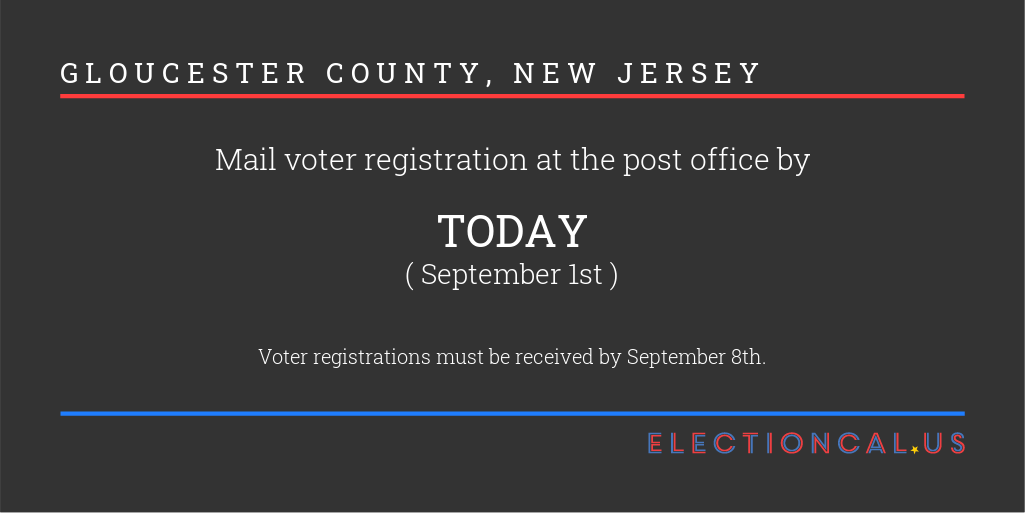 GLOUCESTER COUNTY, NEW JERSEY
Mail voter registration at the post office by
TODAY
( September 1st )
Voter registrations must be received by September 8th.
ELECTIONCAL.US